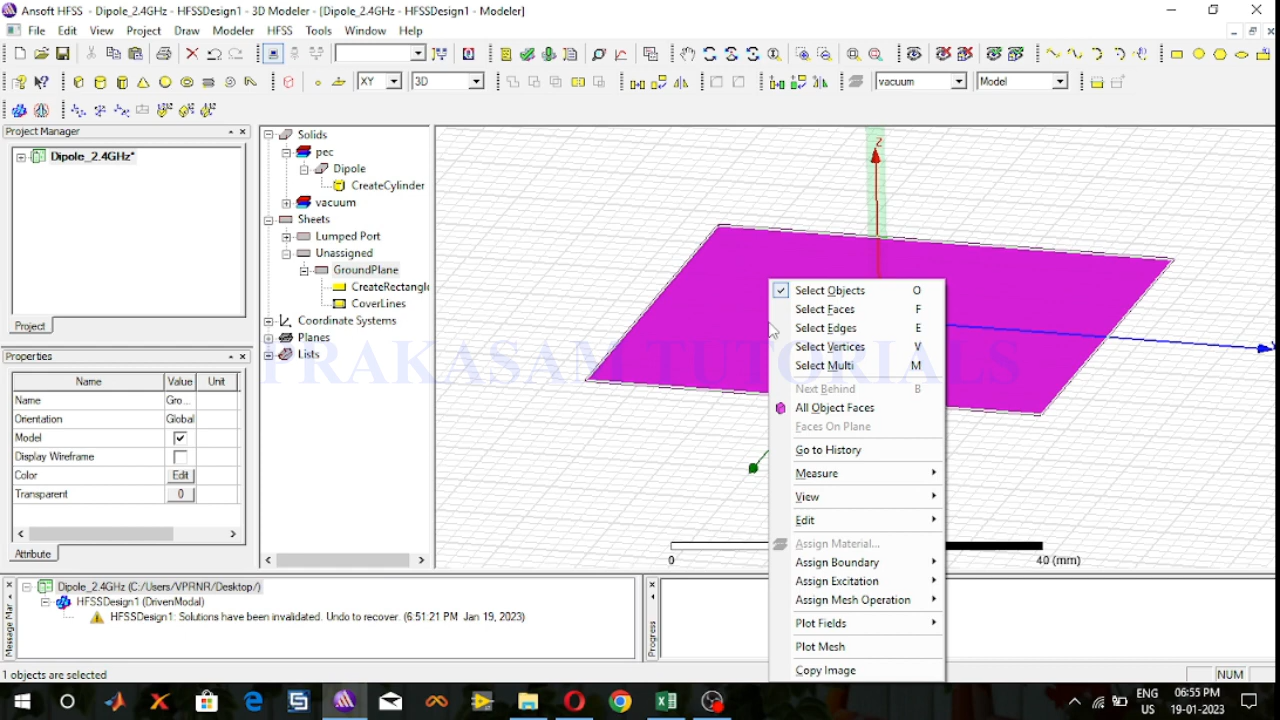 Ansoft HFSS - Dipole_2.4GHz - HFSSDesign1 - 3D Modeler - [Dipole_2.4GHz - HFSSDesign1 - Modeler]
File Edit View Project Draw Modeler HFSS Tools Window Help
XY 3D vacuum Model
Project Manager
Dipole_2.4GHz*
Project
Properties
Name Value Unit
Name Gro...
Orientation Global
Model
Display Wireframe
Color Edit
Transparent 0
Attribute
Solids
pec
Dipole
CreateCylinder
vacuum
Sheets
Lumped Port
Unassigned
GroundPlane
CreateRectangl
CoverLines
Coordinate Systems
Planes
Lists
Z
Select Objects O
Select Faces F
Select Edges E
Select Vertices V
Select Multi M
Next Behind B
All Object Faces
Faces On Plane
Go to History
Measure
View
Edit
Assign Material...
Assign Boundary
Assign Excitation
Assign Mesh Operation
Plot Fields
Plot Mesh
Copy Image
0 40 (mm)
PRAKASAM TUTORIALS
Message Mar
Dipole_2.4GHz (C:/Users/VPRNR/Desktop/)
HFSSDesign1 (DrivenModal)
HFSSDesign1: Solutions have been invalidated. Undo to recover. (6:51:21 PM Jan 19, 2023)
Progress
1 objects are selected
NUM
ENG
US
06:55 PM
19-01-2023